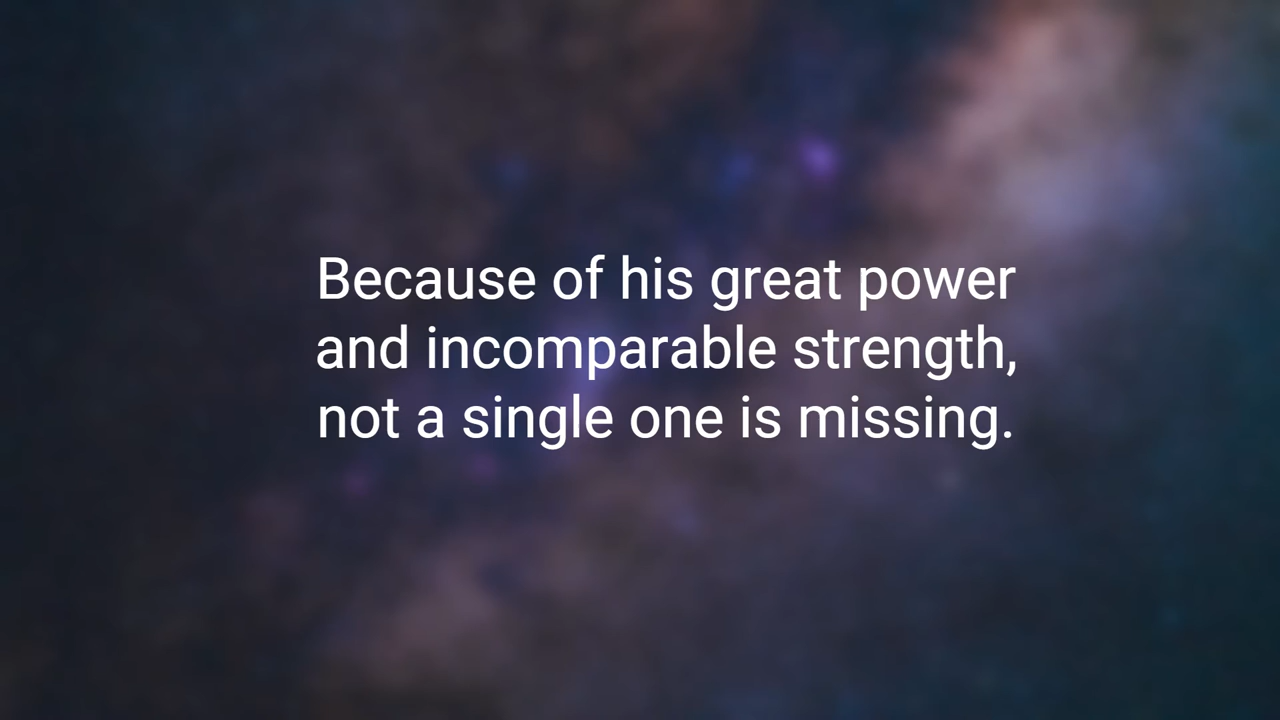 Because of his great power
and incomparable strength,
not a single one is missing.